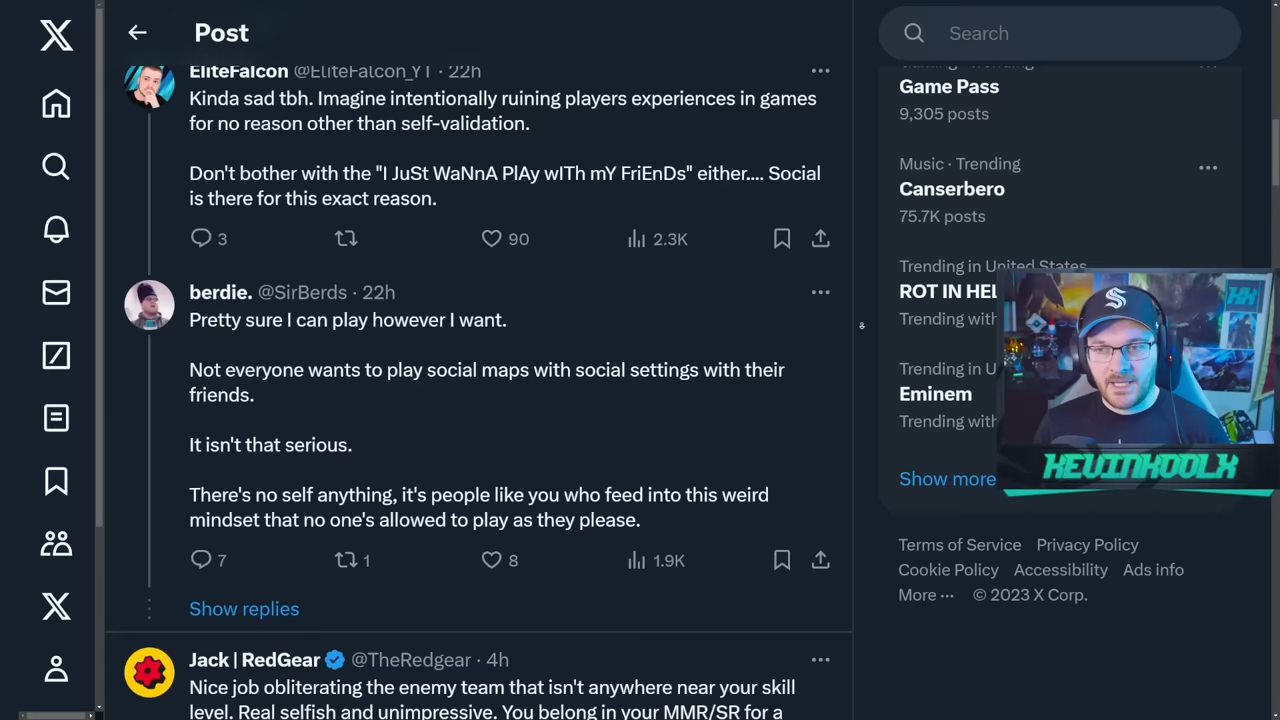 Post
Search
EliteFalcon @EliteFalcon_YT · 22h
Kinda sad tbh. Imagine intentionally ruining players experiences in games
for no reason other than self-validation.
Don't bother with the "I JuSt WaNnA PlAy wITh mY FriEnDs" either.... Social
is there for this exact reason.
3
90
2.3K
berdie. @SirBerds · 22h
Pretty sure I can play however I want.
Not everyone wants to play social maps with social settings with their
friends.
It isn't that serious.
There's no self anything, it's people like you who feed into this weird
mindset that no one's allowed to play as they please.
7
1
8
1.9K
Show replies
Jack | RedGear @TheRedgear · 4h
Nice job obliterating the enemy team that isn't anywhere near your skill
level. Real selfish and unimpressive. You belong in your MMR/SR for a
Gaming · Trending
Game Pass
9,305 posts
Music · Trending
Canserbero
75.7K posts
Trending in United States
ROT IN HEL
Trending with
Trending in U
Eminem
Trending with
Show more
KEVINKOOLX
Terms of Service Privacy Policy
Cookie Policy Accessibility Ads info
More ··· © 2023 X Corp.